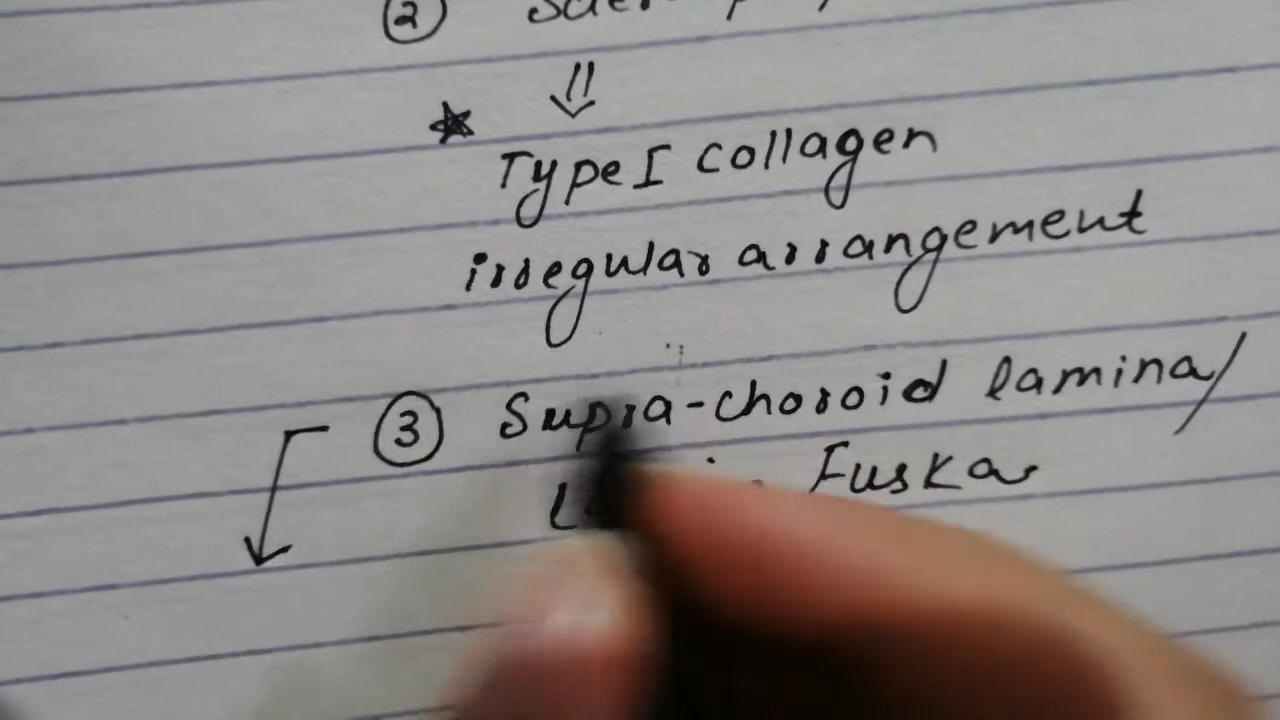 ②
⇓
★ Type I collagen
irregular arrangement
③ Supra-choroid lamina/
Fuska